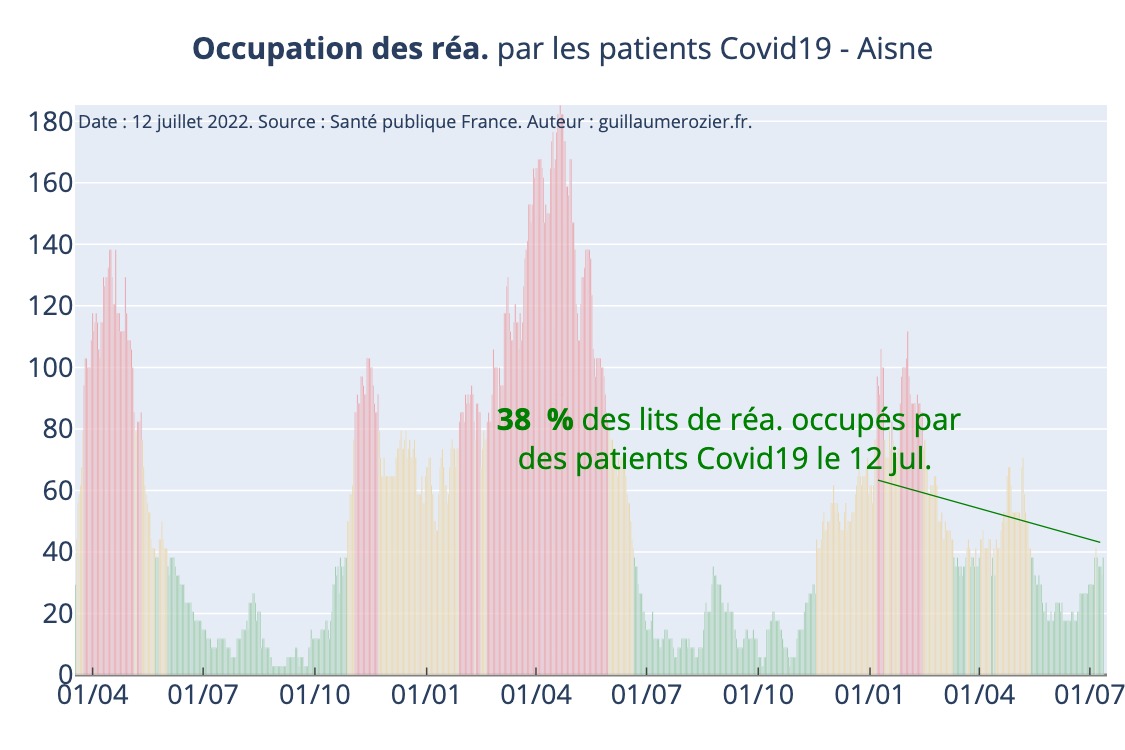 Occupation des réa. par les patients Covid19 - Aisne
180
Date : 12 juillet 2022. Source : Santé publique France. Auteur : guillaumerozier.fr.
160
140
120
100
80
38 % des lits de réa. occupés par
des patients Covid19 le 12 jul.
60
40
20
0
01/04 01/07 01/10 01/01 01/04 01/07 01/10 01/01 01/04 01/07